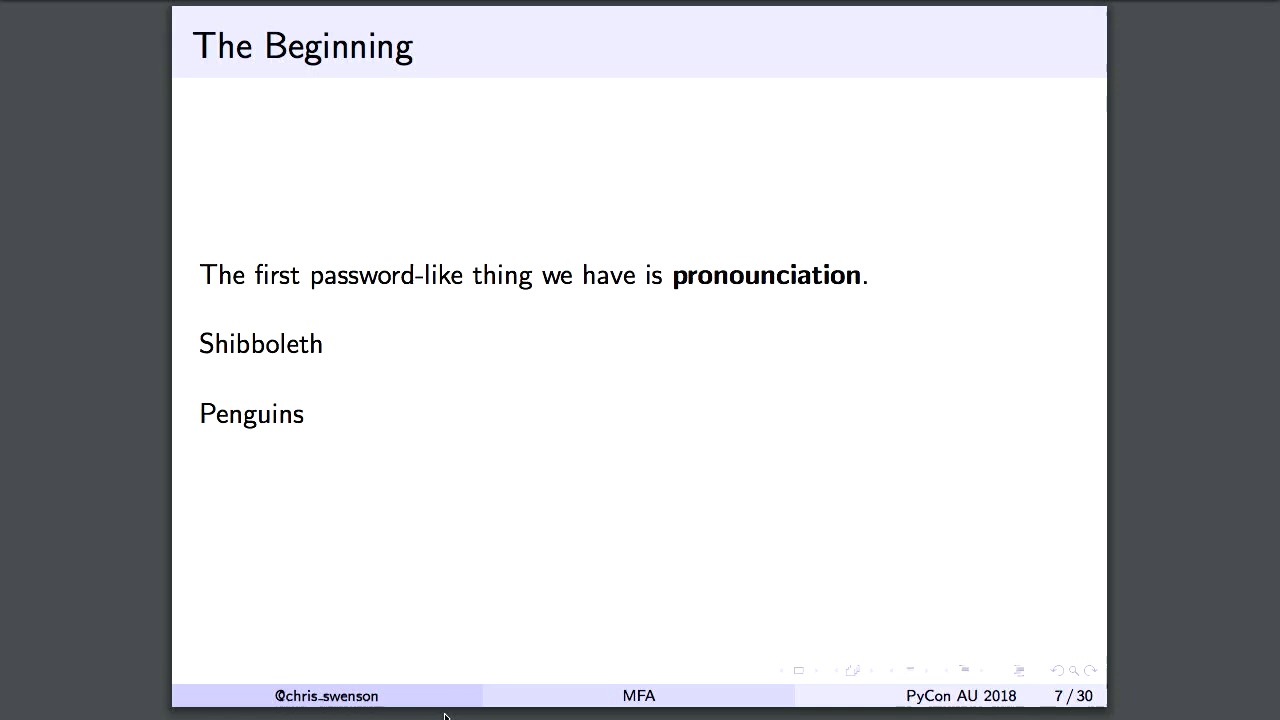 The Beginning
The first password-like thing we have is pronounciation.
Shibboleth
Penguins
@chris_swenson MFA PyCon AU 2018 7 / 30